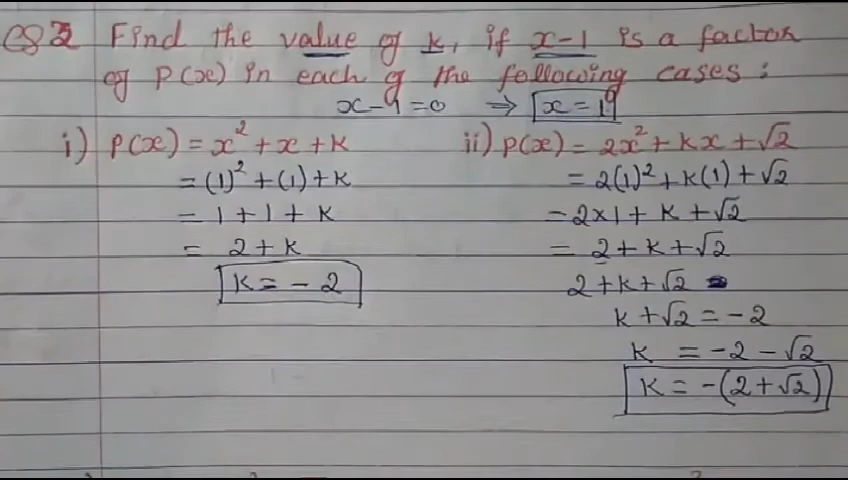 Q3 Find the value of k, if x-1 is a factor
of P(x) in each of the following cases:
x-1=0 ⇒ x=1
i) P(x) = x² + x + k
= (1)² + (1) + k
= 1 + 1 + k
= 2 + k
k = - 2
ii) P(x) = 2x² + kx + √2
= 2(1)² + k(1) + √2
= 2×1 + k + √2
= 2 + k + √2
2 + k + √2
k + √2 = -2
k = -2 - √2
k = -(2 + √2)